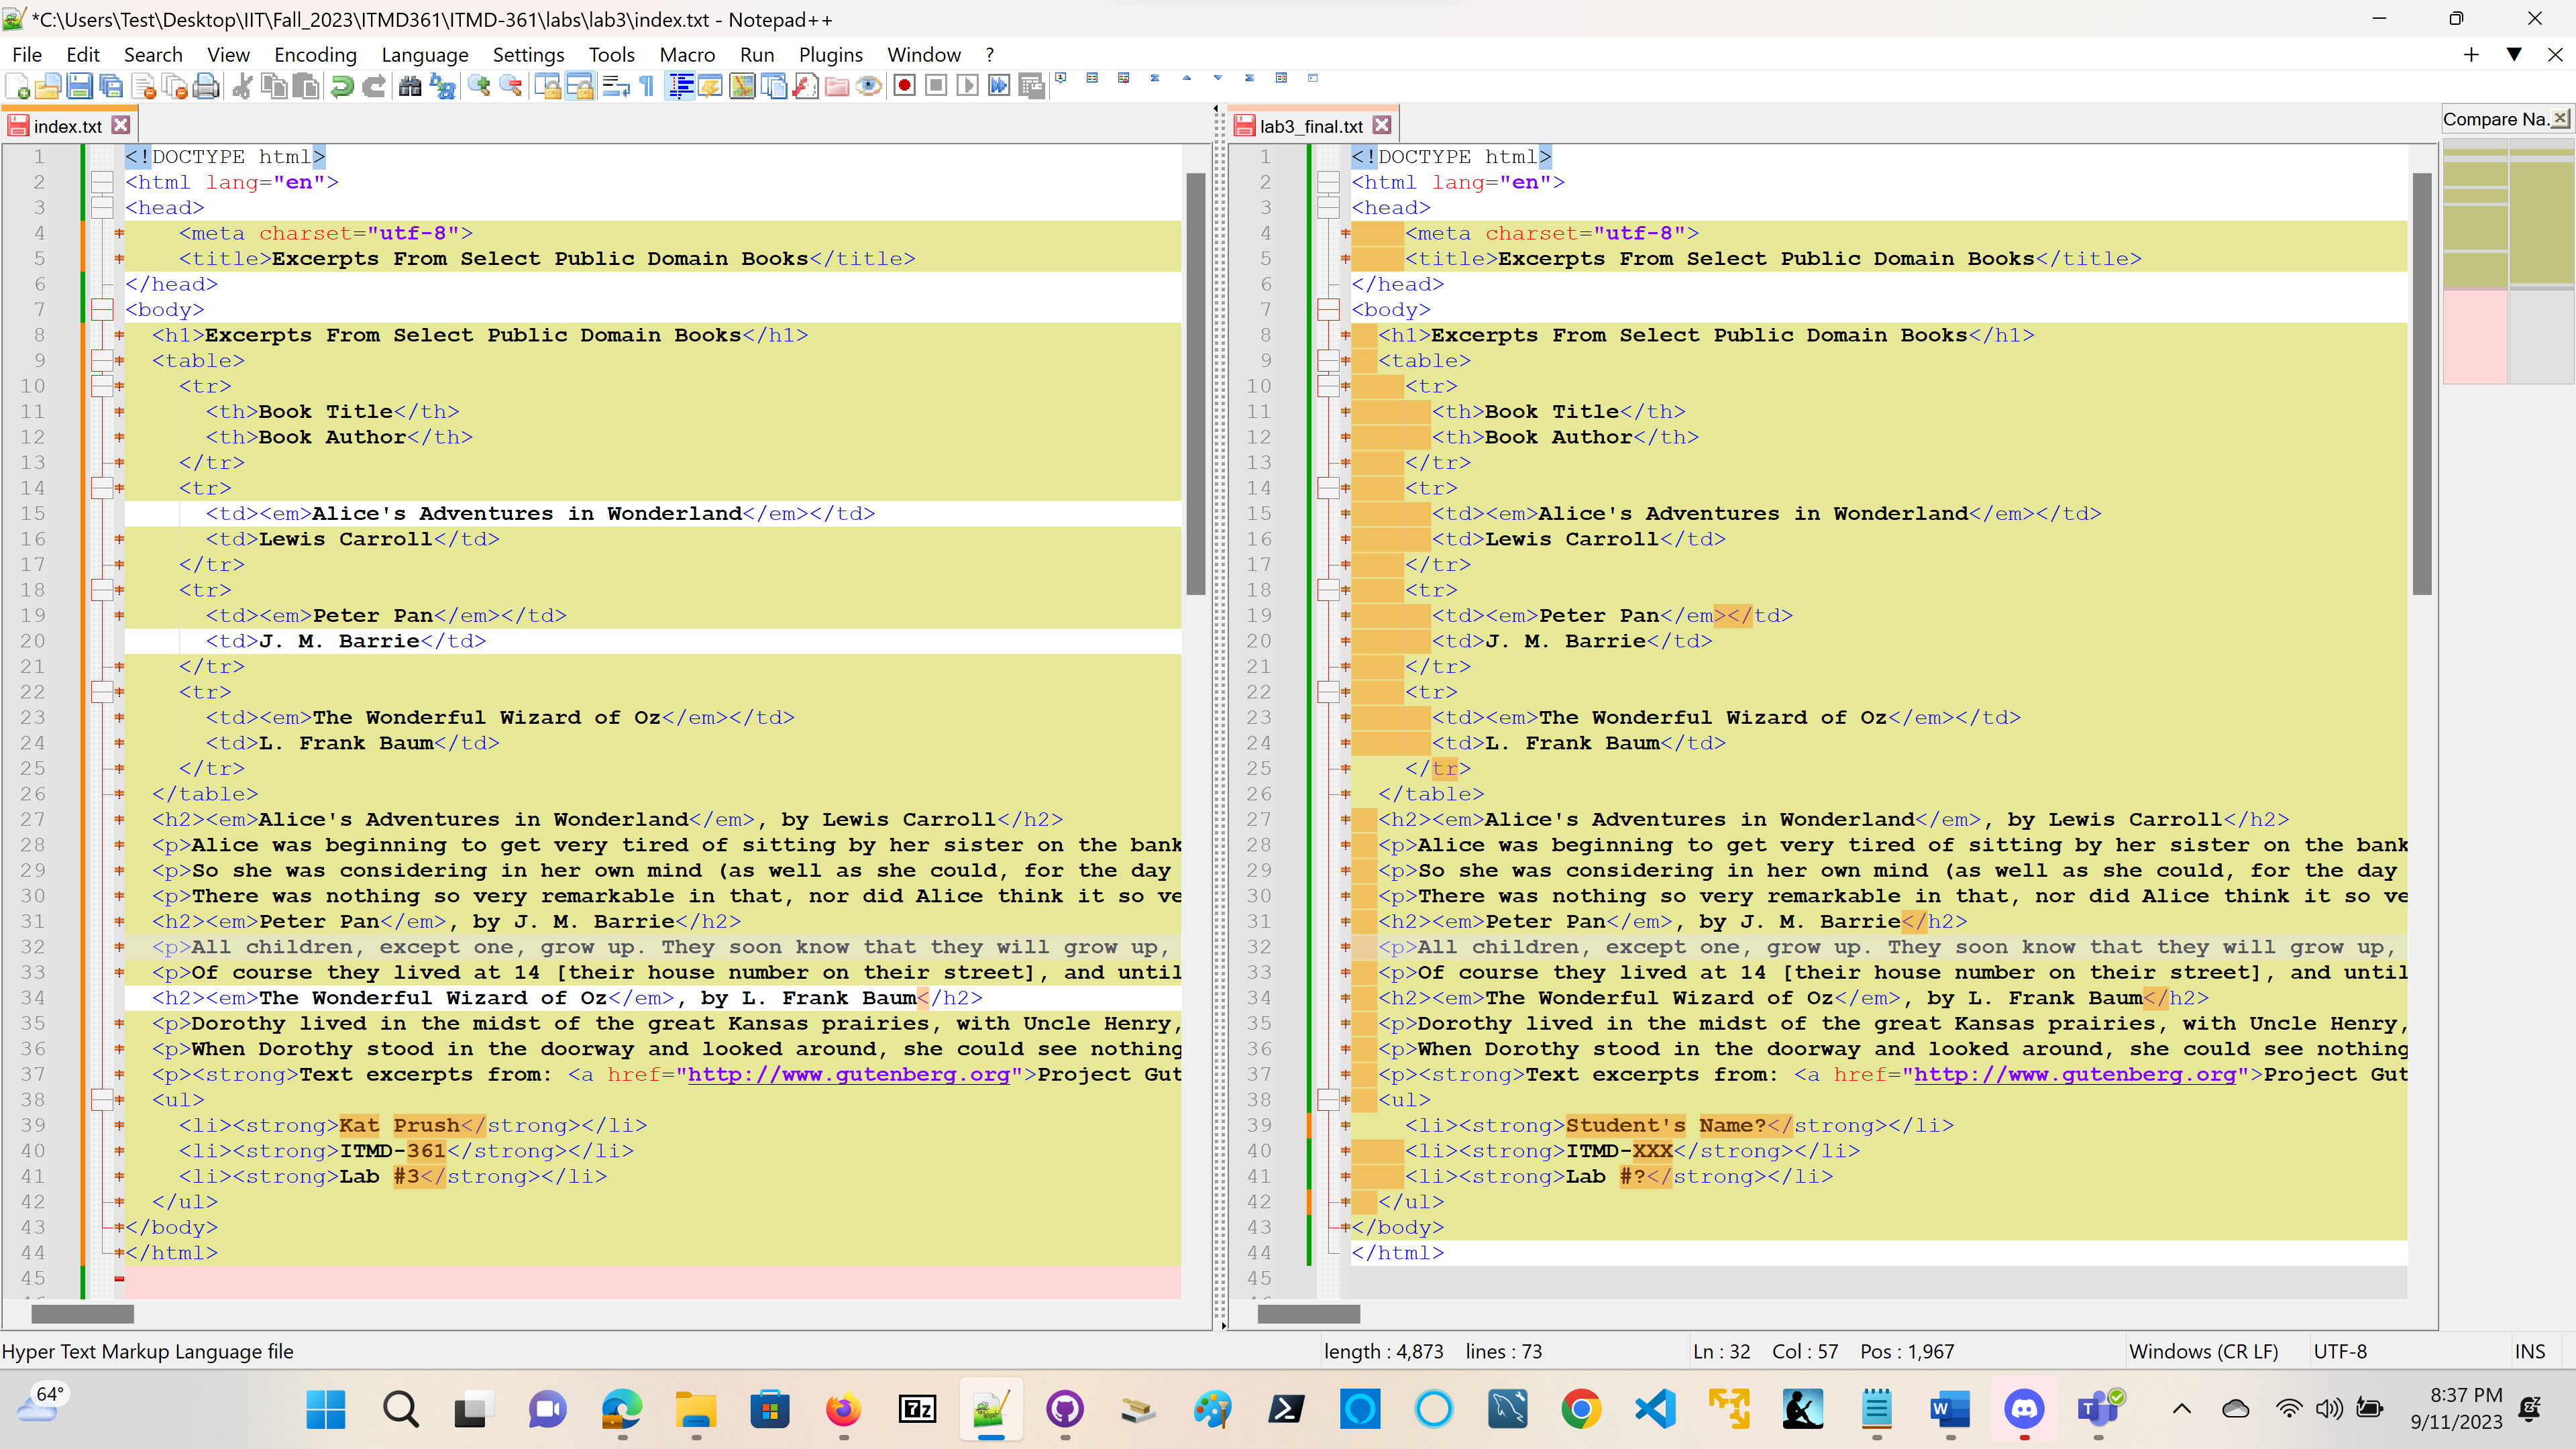 *C:\Users\Test\Desktop\IIT\Fall_2023\ITMD361\ITMD-361\labs\lab3\index.txt - Notepad++
File Edit Search View Encoding Language Settings Tools Macro Run Plugins Window ?
index.txt
lab3_final.txt
Compare Na.
1 <!DOCTYPE html>
2 <html lang="en">
3 <head>
4 <meta charset="utf-8">
5 <title>Excerpts From Select Public Domain Books</title>
6 </head>
7 <body>
8 <h1>Excerpts From Select Public Domain Books</h1>
9 <table>
10 <tr>
11 <th>Book Title</th>
12 <th>Book Author</th>
13 </tr>
14 <tr>
15 <td><em>Alice's Adventures in Wonderland</em></td>
16 <td>Lewis Carroll</td>
17 </tr>
18 <tr>
19 <td><em>Peter Pan</em></td>
20 <td>J. M. Barrie</td>
21 </tr>
22 <tr>
23 <td><em>The Wonderful Wizard of Oz</em></td>
24 <td>L. Frank Baum</td>
25 </tr>
26 </table>
27 <h2><em>Alice's Adventures in Wonderland</em>, by Lewis Carroll</h2>
28 <p>Alice was beginning to get very tired of sitting by her sister on the bank
29 <p>So she was considering in her own mind (as well as she could, for the day
30 <p>There was nothing so very remarkable in that, nor did Alice think it so ve
31 <h2><em>Peter Pan</em>, by J. M. Barrie</h2>
32 <p>All children, except one, grow up. They soon know that they will grow up,
33 <p>Of course they lived at 14 [their house number on their street], and until
34 <h2><em>The Wonderful Wizard of Oz</em>, by L. Frank Baum</h2>
35 <p>Dorothy lived in the midst of the great Kansas prairies, with Uncle Henry,
36 <p>When Dorothy stood in the doorway and looked around, she could see nothing
37 <p><strong>Text excerpts from: <a href="http://www.gutenberg.org">Project Gut
38 <ul>
39 <li><strong>Kat Prush</strong></li>
40 <li><strong>ITMD-361</strong></li>
41 <li><strong>Lab #3</strong></li>
42 </ul>
43 </body>
44 </html>
45
1 <!DOCTYPE html>
2 <html lang="en">
3 <head>
4 <meta charset="utf-8">
5 <title>Excerpts From Select Public Domain Books</title>
6 </head>
7 <body>
8 <h1>Excerpts From Select Public Domain Books</h1>
9 <table>
10 <tr>
11 <th>Book Title</th>
12 <th>Book Author</th>
13 </tr>
14 <tr>
15 <td><em>Alice's Adventures in Wonderland</em></td>
16 <td>Lewis Carroll</td>
17 </tr>
18 <tr>
19 <td><em>Peter Pan</em></td>
20 <td>J. M. Barrie</td>
21 </tr>
22 <tr>
23 <td><em>The Wonderful Wizard of Oz</em></td>
24 <td>L. Frank Baum</td>
25 </tr>
26 </table>
27 <h2><em>Alice's Adventures in Wonderland</em>, by Lewis Carroll</h2>
28 <p>Alice was beginning to get very tired of sitting by her sister on the bank
29 <p>So she was considering in her own mind (as well as she could, for the day
30 <p>There was nothing so very remarkable in that, nor did Alice think it so ve
31 <h2><em>Peter Pan</em>, by J. M. Barrie</h2>
32 <p>All children, except one, grow up. They soon know that they will grow up,
33 <p>Of course they lived at 14 [their house number on their street], and until
34 <h2><em>The Wonderful Wizard of Oz</em>, by L. Frank Baum</h2>
35 <p>Dorothy lived in the midst of the great Kansas prairies, with Uncle Henry,
36 <p>When Dorothy stood in the doorway and looked around, she could see nothing
37 <p><strong>Text excerpts from: <a href="http://www.gutenberg.org">Project Gut
38 <ul>
39 <li><strong>Student's Name?</strong></li>
40 <li><strong>ITMD-XXX</strong></li>
41 <li><strong>Lab #?</strong></li>
42 </ul>
43 </body>
44 </html>
45
Hyper Text Markup Language file length : 4,873 lines : 73 Ln : 32 Col : 57 Pos : 1,967 Windows (CR LF) UTF-8 INS
64°
7z
8:37 PM
9/11/2023